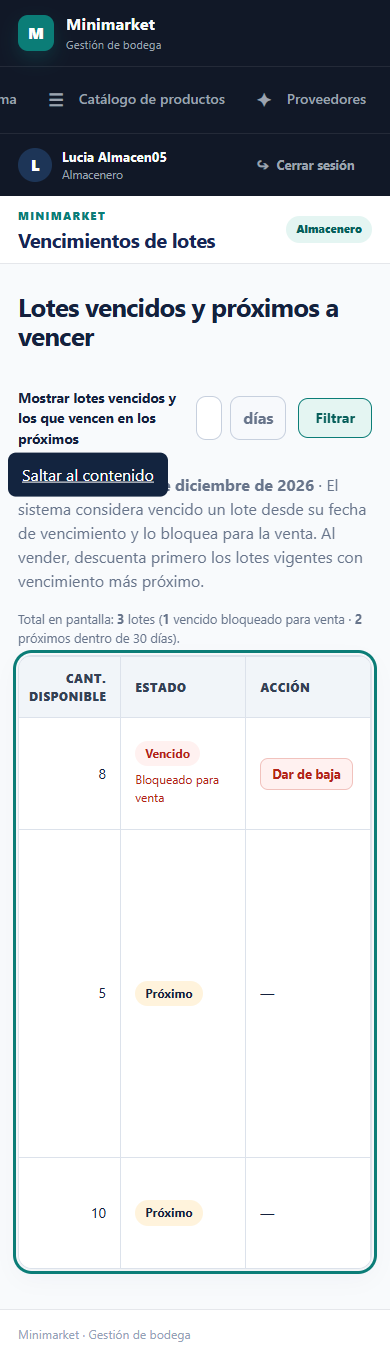 M
Minimarket
Gestión de bodega
ma
Catálogo de productos
Proveedores
L
Lucia Almacen05
Almacenero
Cerrar sesión
MINIMARKET
Vencimientos de lotes
Almacenero
Lotes vencidos y próximos a
vencer
Mostrar lotes vencidos y
los que vencen en los
próximos
días
Filtrar
Saltar al contenido
diciembre de 2026 · El
sistema considera vencido un lote desde su fecha
de vencimiento y lo bloquea para la venta. Al
vender, descuenta primero los lotes vigentes con
vencimiento más próximo.
Total en pantalla: 3 lotes (1 vencido bloqueado para venta · 2
próximos dentro de 30 días).
CANT.
DISPONIBLE
ESTADO
ACCIÓN
8
Vencido
Bloqueado para
venta
Dar de baja
5
Próximo
—
10
Próximo
—
Minimarket · Gestión de bodega